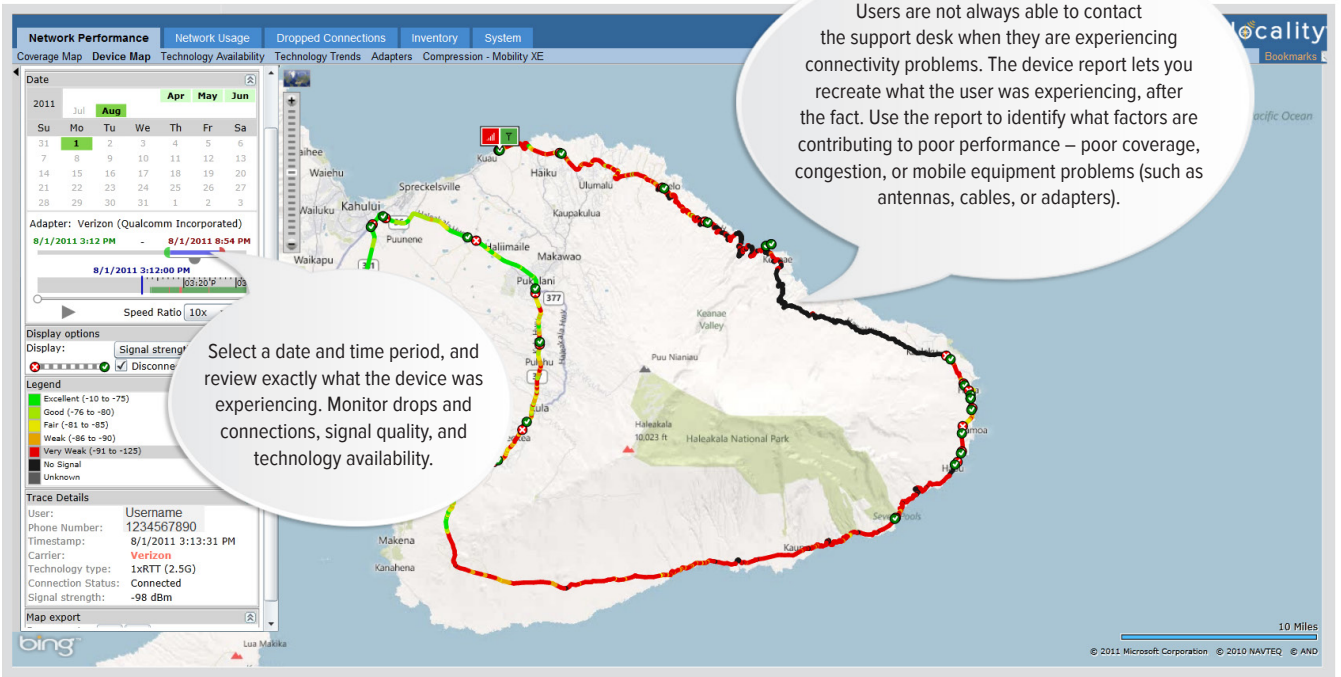 Network Performance Network Usage Dropped Connections Inventory System
Coverage Map Device Map Technology Availability Technology Trends Adapters Compression - Mobility XE
locality
Bookmarks
Users are not always able to contact
the support desk when they are experiencing
connectivity problems. The device report lets you
recreate what the user was experiencing, after
the fact. Use the report to identify what factors are
contributing to poor performance – poor coverage,
congestion, or mobile equipment problems (such as
antennas, cables, or adapters).
Date
2011 Apr May Jun
Jul Aug
Su Mo Tu We Th Fr Sa
31 1 2 3 4 5 6
7 8 9 10 11 12 13
14 15 16 17 18 19 20
21 22 23 24 25 26 27
28 29 30 31 1 2 3
Adapter: Verizon (Qualcomm Incorporated)
8/1/2011 3:12 PM - 8/1/2011 8:54 PM
8/1/2011 3:12:00 PM
03:20 P 03
Speed Ratio 10x
Display options
Display: Signal streng
Disconne
Legend
Excellent (-10 to -75)
Good (-76 to -80)
Fair (-81 to -85)
Weak (-86 to -90)
Very Weak (-91 to -125)
No Signal
Unknown
Select a date and time period, and
review exactly what the device was
experiencing. Monitor drops and
connections, signal quality, and
technology availability.
Trace Details
User: Username
Phone Number: 1234567890
Timestamp: 8/1/2011 3:13:31 PM
Carrier: Verizon
Technology type: 1xRTT (2.5G)
Connection Status: Connected
Signal strength: -98 dBm
Map export
bing
acific Ocean
aihee
Waiehu
Kuau
Haiku
Ulumalu
Spreckelsville
Wailuku
Kahului
Kaupakulua
Puunene
Haliimaile
Makawao
Waikapu
377
Keanae
Valley
Puu Nianiau
Haleakala
10,023 ft
Haleakala National Park
Makena
Kanahena
Lua Makika
10 Miles
© 2011 Microsoft Corporation © 2010 NAVTEQ © AND